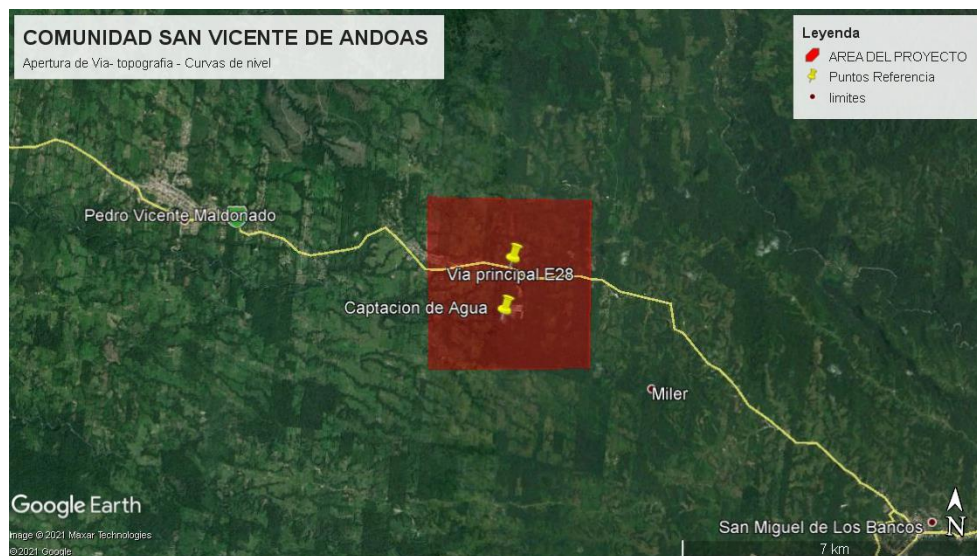 COMUNIDAD SAN VICENTE DE ANDOAS
Apertura de Via- topografia - Curvas de nivel
Leyenda
AREA DEL PROYECTO
Puntos Referencia
limites
Pedro Vicente Maldonado
Via principal E28
Captacion de Agua
Miler
San Miguel de Los Bancos
Google Earth
mage © 2021 Maxar Technologies
© 2021 Google
7 km
N